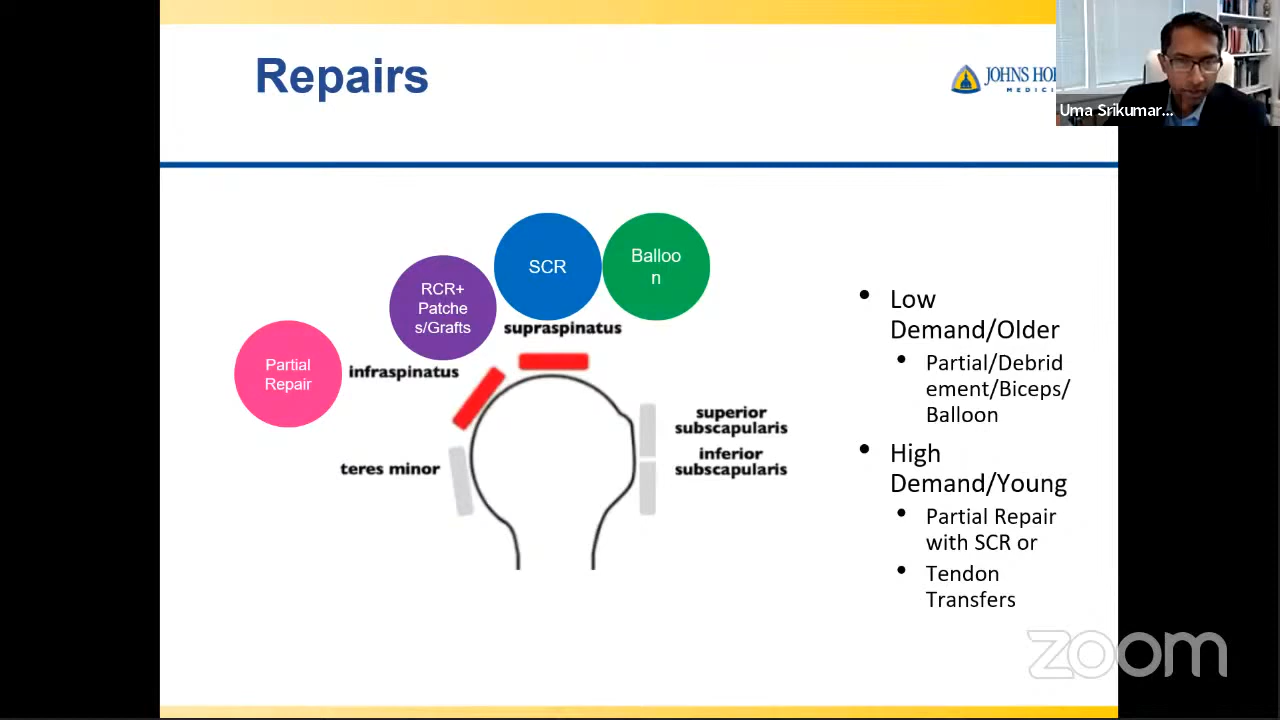 Repairs
JOHNS HO
MEDICI
Uma Srikumar...
SCR
Balloo
n
RCR+
Patche
s/Grafts
supraspinatus
Partial
Repair
infraspinatus
superior
subscapularis
inferior
subscapularis
teres minor
• Low
Demand/Older
• Partial/Debrid
ement/Biceps/
Balloon
• High
Demand/Young
• Partial Repair
with SCR or
• Tendon
Transfers
zoom